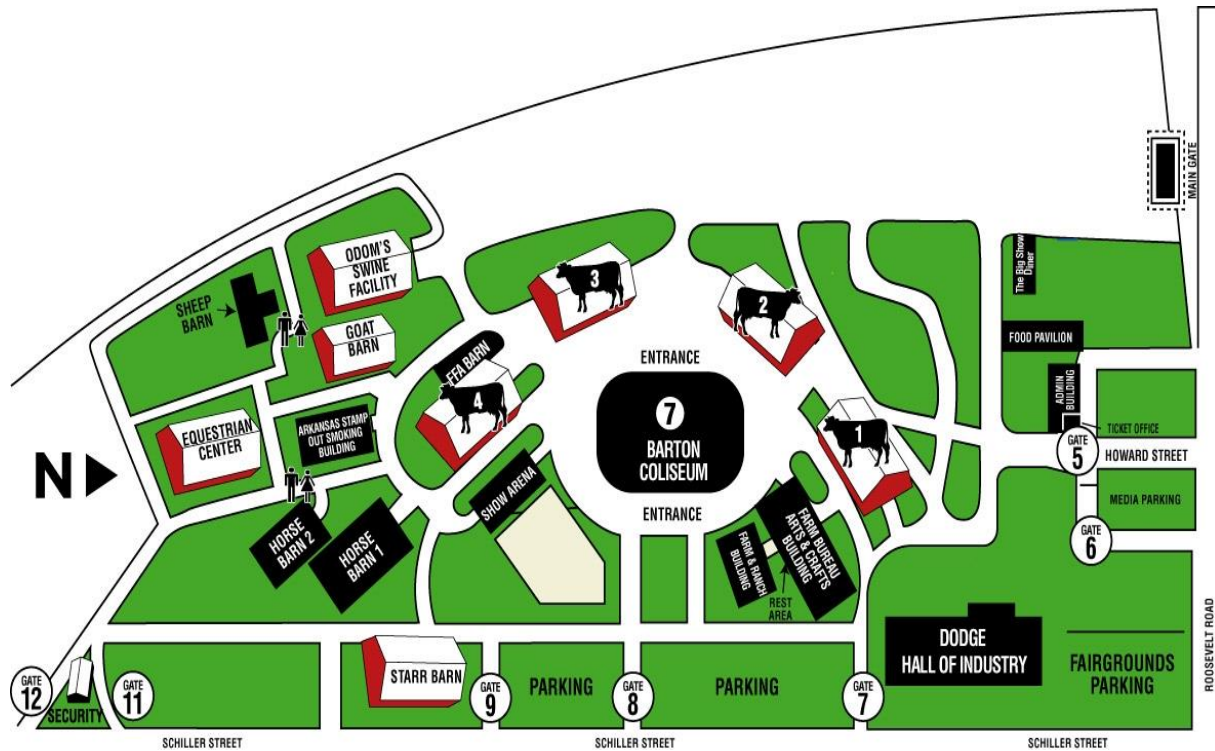 MAIN GATE
ROOSEVELT ROAD
ODOM'S
SWINE
FACILITY
SHEEP
BARN
GOAT
BARN
3
2
The Big Show
Diner
FOOD PAVILION
ADMIN
BUILDING
TICKET OFFICE
FFA BARN
4
ENTRANCE
7
BARTON
COLISEUM
ENTRANCE
1
EQUESTRIAN
CENTER
ARKANSAS STAMP
OUT SMOKING
BUILDING
GATE
5
HOWARD STREET
N
SHOW ARENA
MEDIA PARKING
HORSE
BARN 2
HORSE
BARN 1
FARM & RANCH
BUILDING
FARM BUREAU
ARTS & CRAFTS
BUILDING
REST
AREA
GATE
6
DODGE
HALL OF INDUSTRY
FAIRGROUNDS
PARKING
GATE
12
SECURITY
GATE
11
STARR BARN
GATE
9
PARKING
GATE
8
PARKING
GATE
7
SCHILLER STREET
SCHILLER STREET
SCHILLER STREET